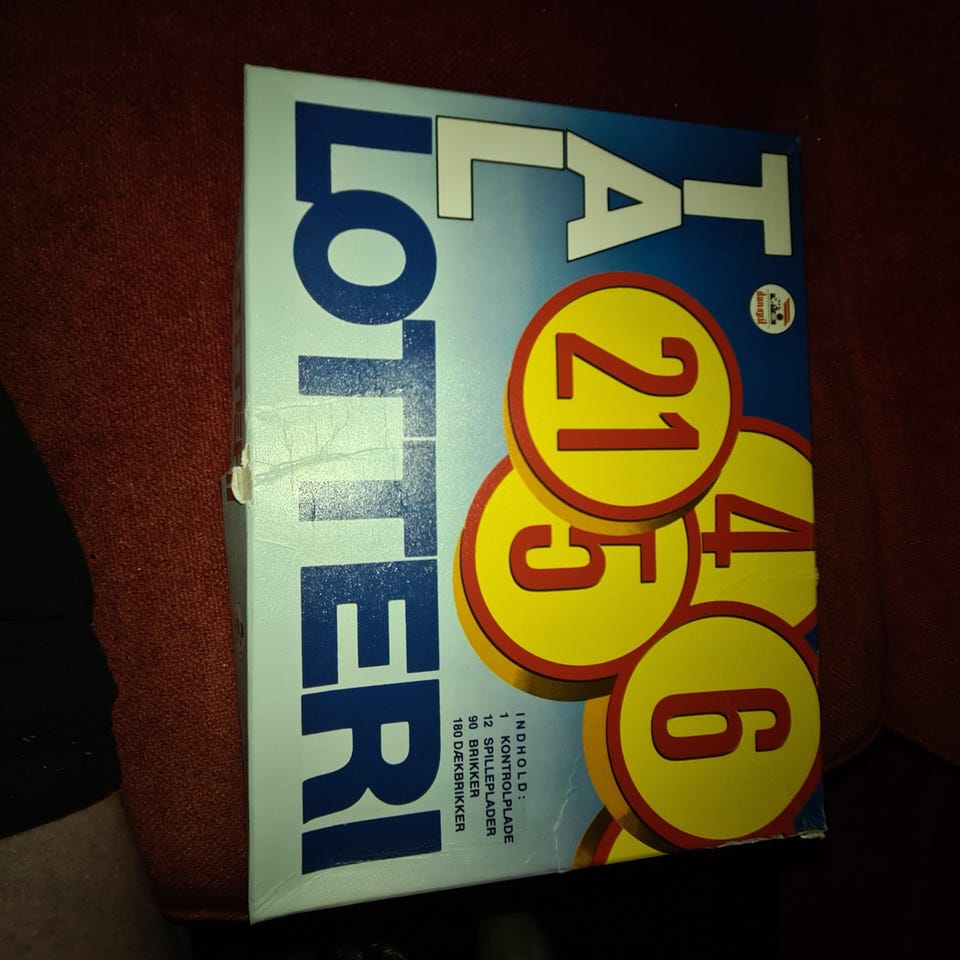 TAL
LOTTERI
danspil
21
4
5
6
INDHOLD:
1 KONTROLPLADE
12 SPILLEPLADER
90 BRIKKER
180 DÆKBRIKKER